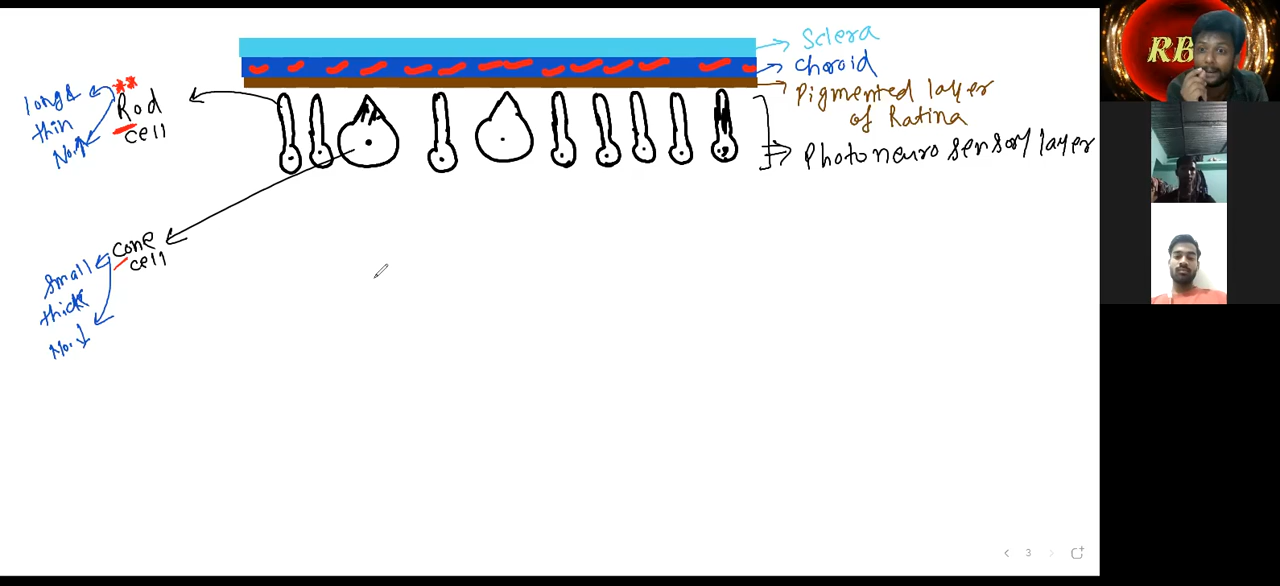 Sclera
choroid
Pigmented layer
of Ratina
Photoneuro sensory layer
long &
thin
No.↑
**
Rod
cell
cone
cell
small
thick
No.↓
RB
3